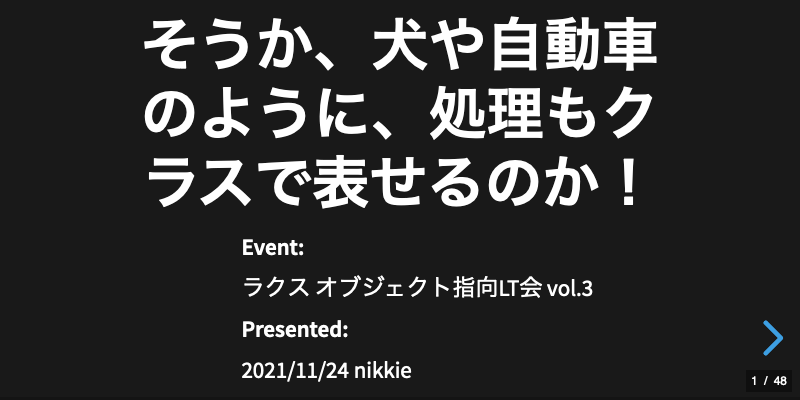 そうか、犬や自動車
のように、処理もク
ラスで表せるのか！
Event:
ラクス オブジェクト指向LT会 vol.3
Presented:
2021/11/24 nikkie
1 / 48